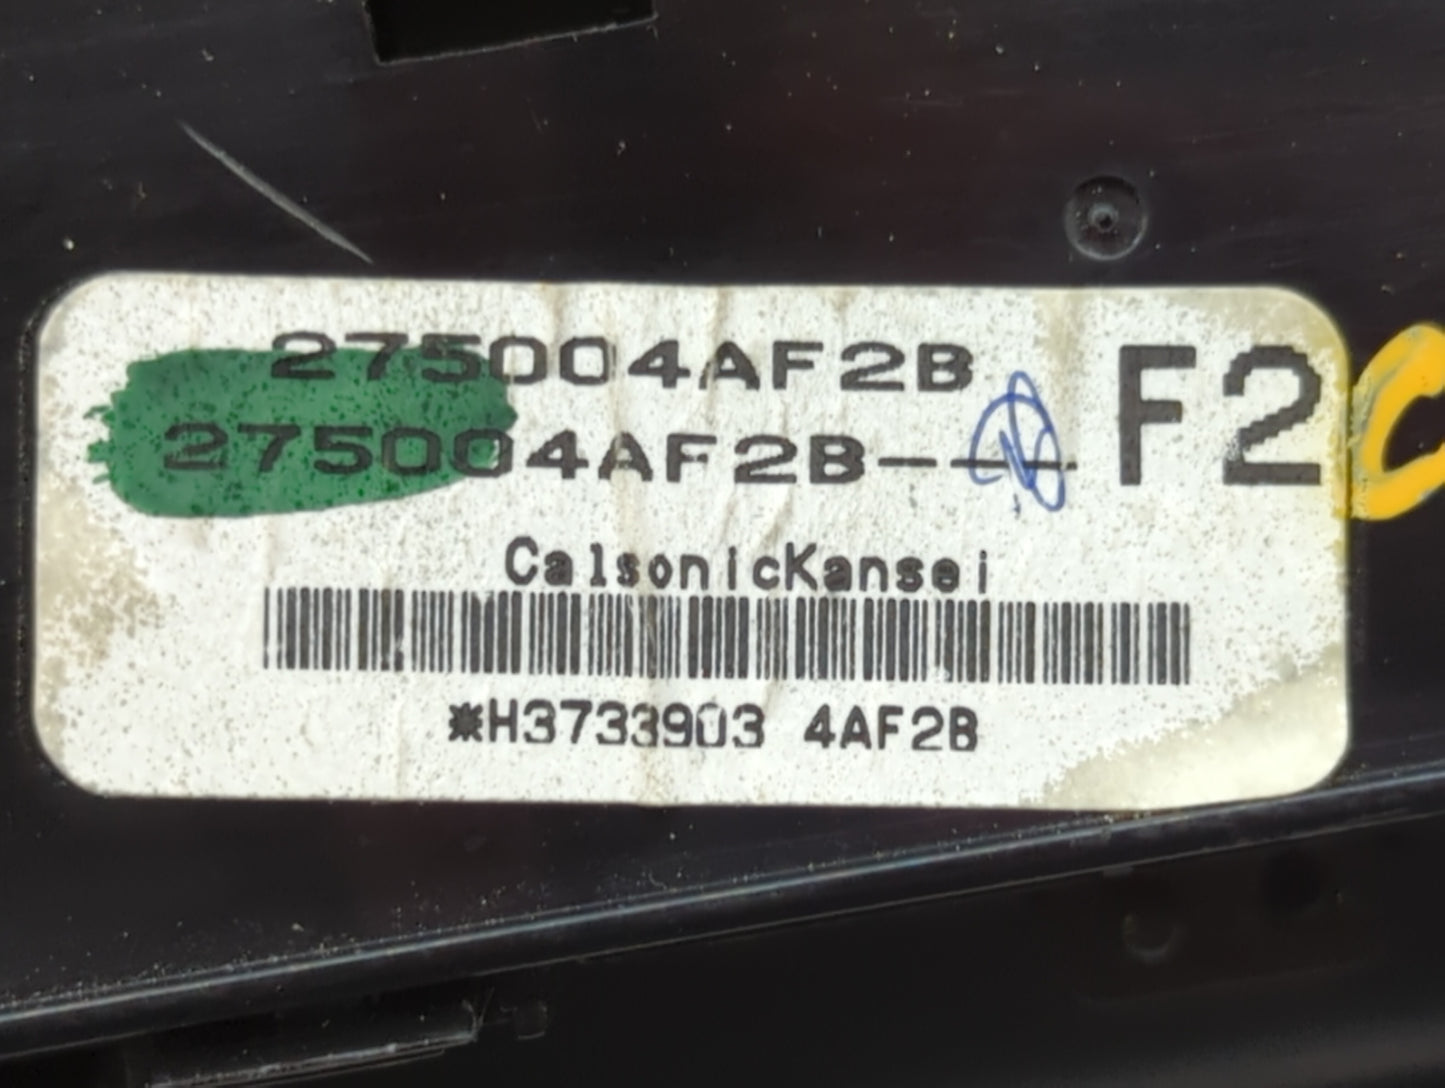 275004AF2B
275004AF2B--- F2
CalsonicKansei
*H3733903 4AF2B